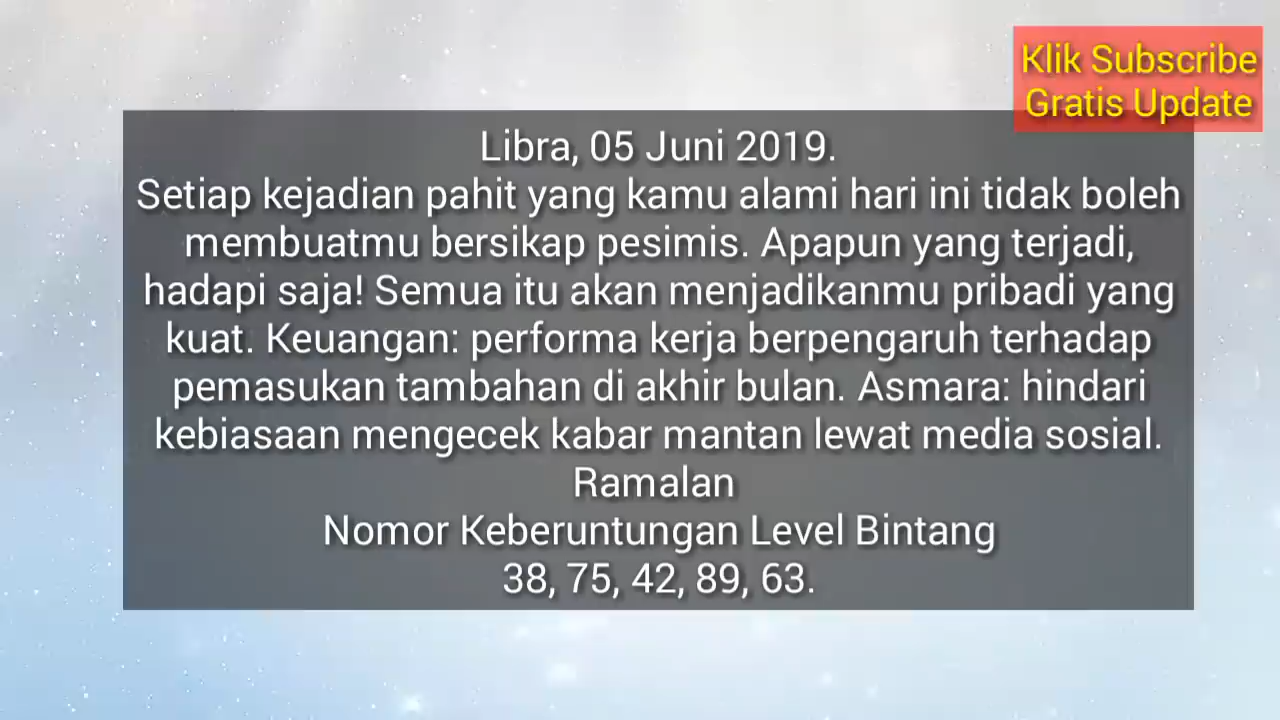 Klik Subscribe
Gratis Update
Libra, 05 Juni 2019.
Setiap kejadian pahit yang kamu alami hari ini tidak boleh
membuatmu bersikap pesimis. Apapun yang terjadi,
hadapi saja! Semua itu akan menjadikanmu pribadi yang
kuat. Keuangan: performa kerja berpengaruh terhadap
pemasukan tambahan di akhir bulan. Asmara: hindari
kebiasaan mengecek kabar mantan lewat media sosial.
Ramalan
Nomor Keberuntungan Level Bintang
38, 75, 42, 89, 63.